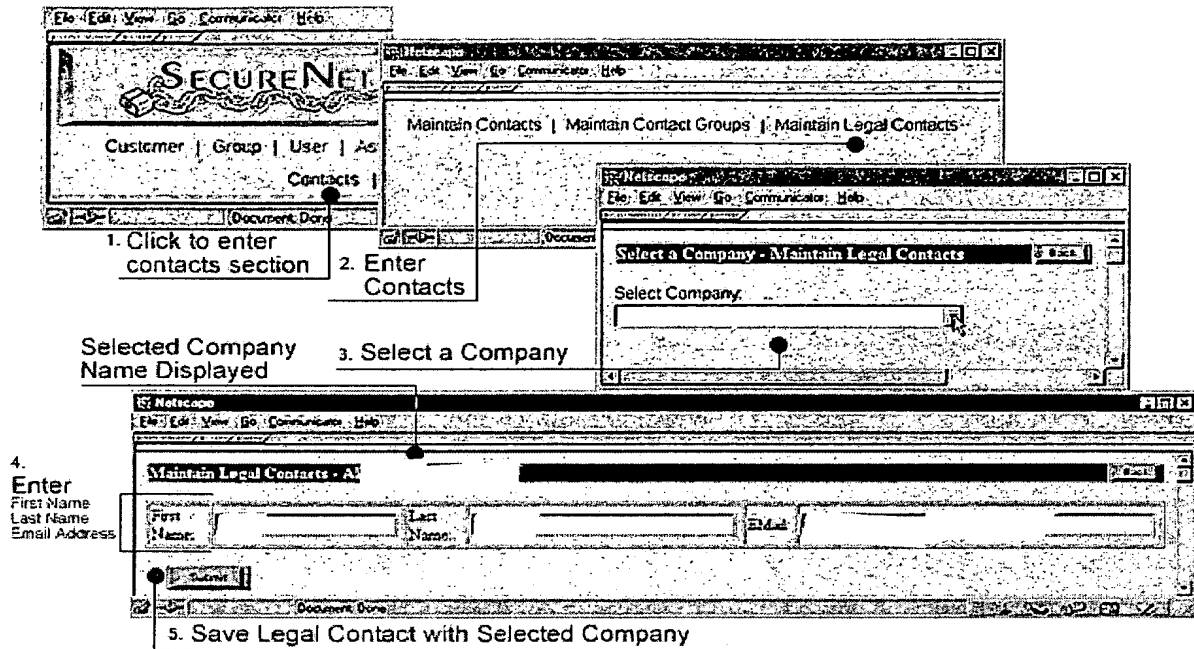 File Edit View Go Communicator Help
SECURENET
Customer | Group | User | As
Contacts |
Document: Done
1. Click to enter
contacts section
Netscape
File Edit View Go Communicator Help
Maintain Contacts | Maintain Contact Groups | Maintain Legal Contacts
Document
2. Enter
Contacts
Netscape
File Edit View Go Communicator Help
Select a Company - Maintain Legal Contacts
Select Company:
3. Select a Company
Selected Company
Name Displayed
Netscape
File Edit View Go Communicator Help
Maintain Legal Contacts - A
4.
Enter
First Name
Last Name
Email Address
First
Name:
Last
Name:
EMail:
Submit
Document: Done
5. Save Legal Contact with Selected Company